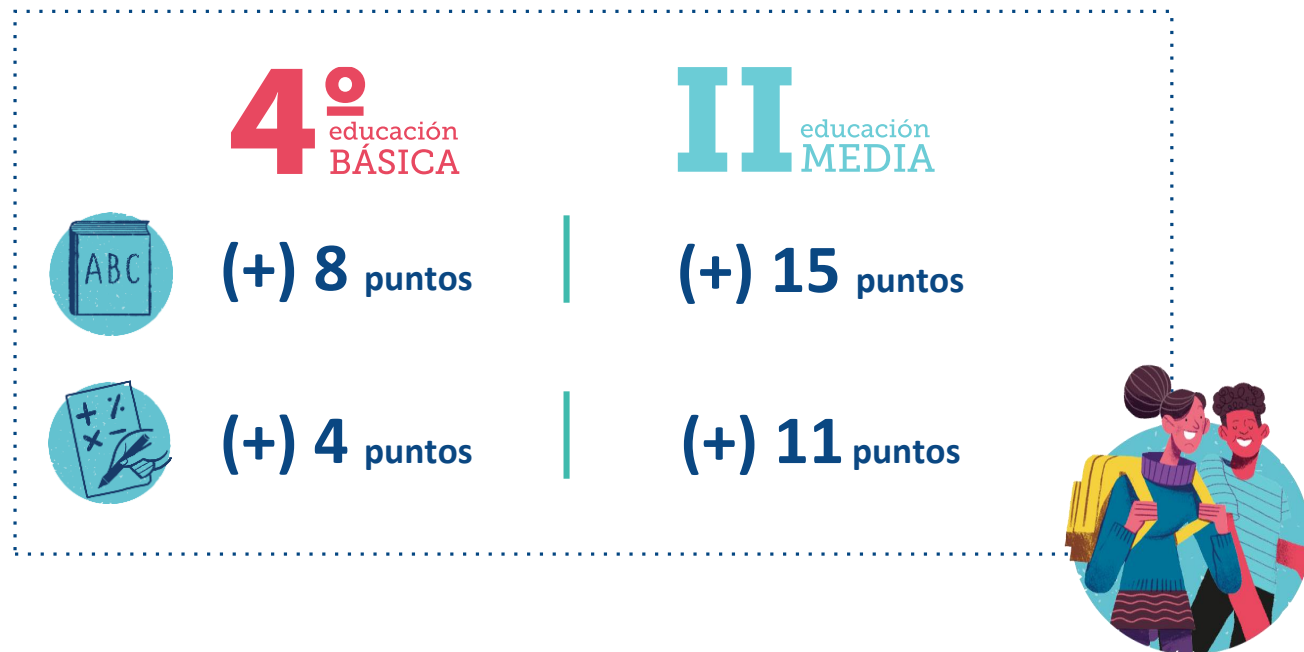 4º educación BÁSICA
II educación MEDIA
ABC
(+) 8 puntos
(+) 15 puntos
+ %
× −
(+) 4 puntos
(+) 11 puntos